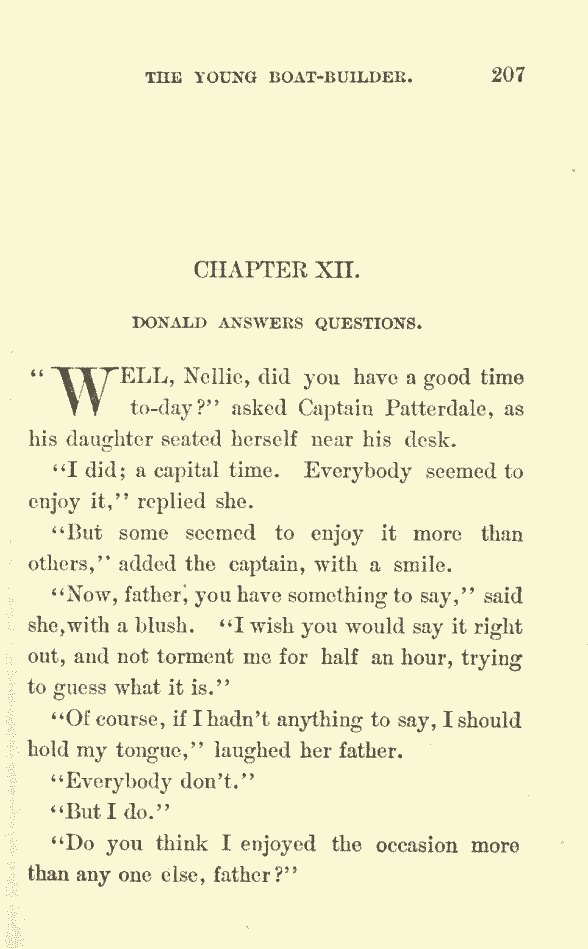 THE YOUNG BOAT-BUILDER. 207
CHAPTER XII.
DONALD ANSWERS QUESTIONS.
“WELL, Nellie, did you have a good time
to-day?” asked Captain Patterdale, as
his daughter seated herself near his desk.
“I did; a capital time. Everybody seemed to
enjoy it,” replied she.
“But some seemed to enjoy it more than
others,” added the captain, with a smile.
“Now, father, you have something to say,” said
she, with a blush. “I wish you would say it right
out, and not torment me for half an hour, trying
to guess what it is.”
“Of course, if I hadn't anything to say, I should
hold my tongue,” laughed her father.
“Everybody don't.”
“But I do.”
“Do you think I enjoyed the occasion more
than any one else, father?”